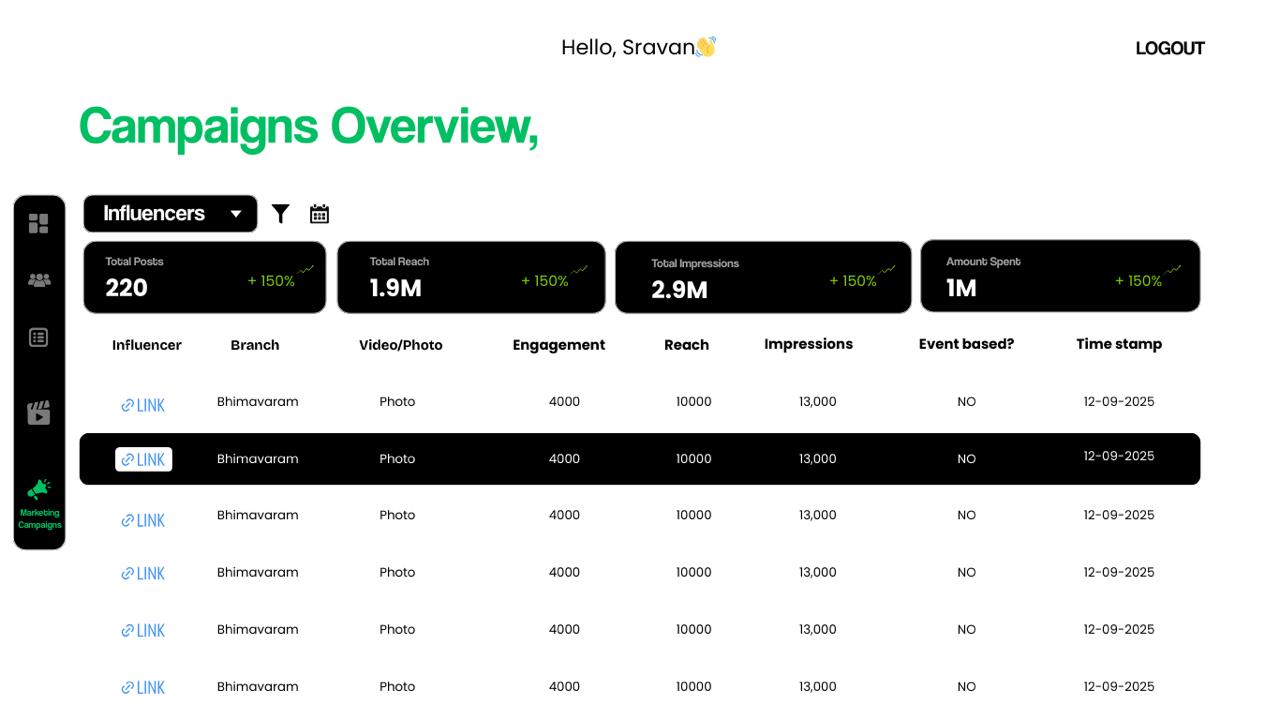 Hello, Sravan👋
LOGOUT
Campaigns Overview,
Influencers
Total Posts
220
+ 150%
Total Reach
1.9M
+ 150%
Total Impressions
2.9M
+ 150%
Amount Spent
1M
+ 150%
Influencer Branch Video/Photo Engagement Reach Impressions Event based? Time stamp
LINK Bhimavaram Photo 4000 10000 13,000 NO 12-09-2025
LINK Bhimavaram Photo 4000 10000 13,000 NO 12-09-2025
LINK Bhimavaram Photo 4000 10000 13,000 NO 12-09-2025
LINK Bhimavaram Photo 4000 10000 13,000 NO 12-09-2025
LINK Bhimavaram Photo 4000 10000 13,000 NO 12-09-2025
LINK Bhimavaram Photo 4000 10000 13,000 NO 12-09-2025
Marketing
Campaigns